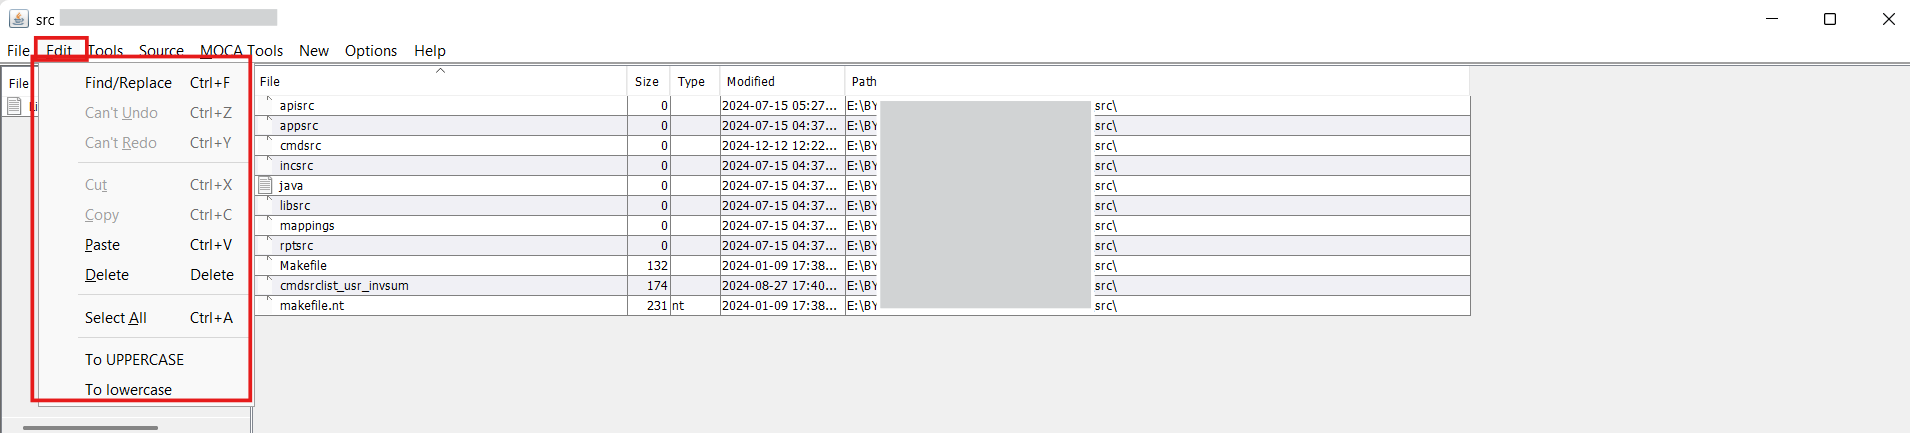 src
File Edit Tools Source MOCA Tools New Options Help
File
Find/Replace Ctrl+F
Can't Undo Ctrl+Z
Can't Redo Ctrl+Y
Cut Ctrl+X
Copy Ctrl+C
Paste Ctrl+V
Delete Delete
Select All Ctrl+A
To UPPERCASE
To lowercase
File Size Type Modified Path
apisrc 0 2024-07-15 05:27... E:\BY src\
appsrc 0 2024-07-15 04:37... E:\BY src\
cmdsrc 0 2024-12-12 12:22... E:\BY src\
incsrc 0 2024-07-15 04:37... E:\BY src\
java 0 2024-07-15 04:37... E:\BY src\
libsrc 0 2024-07-15 04:37... E:\BY src\
mappings 0 2024-07-15 04:37... E:\BY src\
rptsrc 0 2024-07-15 04:37... E:\BY src\
Makefile 132 2024-01-09 17:38... E:\BY src\
cmdsrclist_usr_invsum 174 2024-08-27 17:40... E:\BY src\
makefile.nt 231 nt 2024-01-09 17:38... E:\BY src\